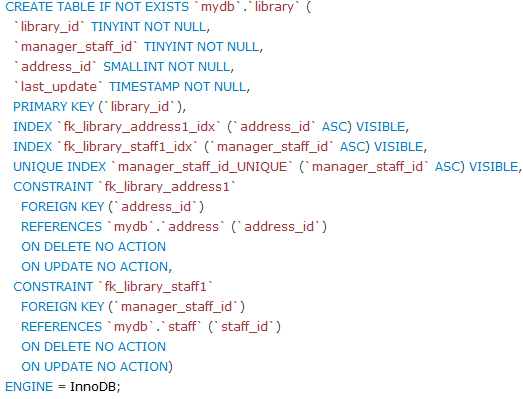 CREATE TABLE IF NOT EXISTS `mydb`.`library` (
`library_id` TINYINT NOT NULL,
`manager_staff_id` TINYINT NOT NULL,
`address_id` SMALLINT NOT NULL,
`last_update` TIMESTAMP NOT NULL,
PRIMARY KEY (`library_id`),
INDEX `fk_library_address1_idx` (`address_id` ASC) VISIBLE,
INDEX `fk_library_staff1_idx` (`manager_staff_id` ASC) VISIBLE,
UNIQUE INDEX `manager_staff_id_UNIQUE` (`manager_staff_id` ASC) VISIBLE,
CONSTRAINT `fk_library_address1`
FOREIGN KEY (`address_id`)
REFERENCES `mydb`.`address` (`address_id`)
ON DELETE NO ACTION
ON UPDATE NO ACTION,
CONSTRAINT `fk_library_staff1`
FOREIGN KEY (`manager_staff_id`)
REFERENCES `mydb`.`staff` (`staff_id`)
ON DELETE NO ACTION
ON UPDATE NO ACTION)
ENGINE = InnoDB;